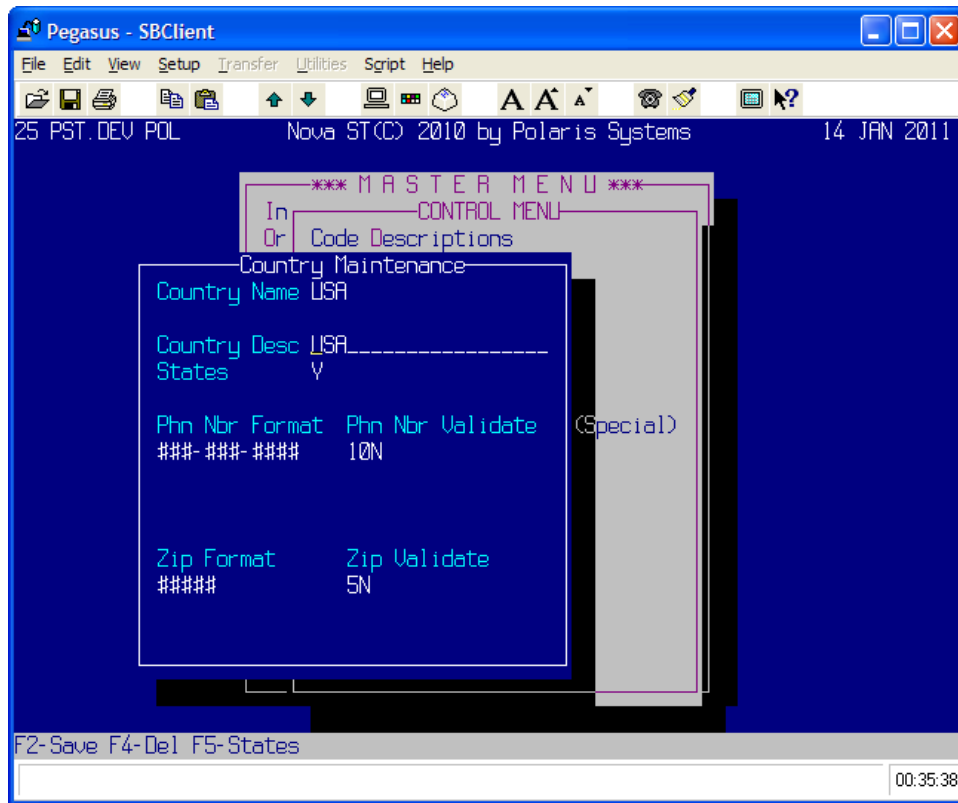 Pegasus - SBClient
File Edit View Setup Transfer Utilities Script Help
25 PST.DEV POL Nova ST(C) 2010 by Polaris Systems 14 JAN 2011
*** M A S T E R M E N U ***
In CONTROL MENU
Or Code Descriptions
Country Maintenance
Country Name USA
Country Desc USA__________________
States Y
Phn Nbr Format Phn Nbr Validate (Special)
###-###-#### 10N
Zip Format Zip Validate
##### 5N
F2-Save F4-Del F5-States
00:35:38